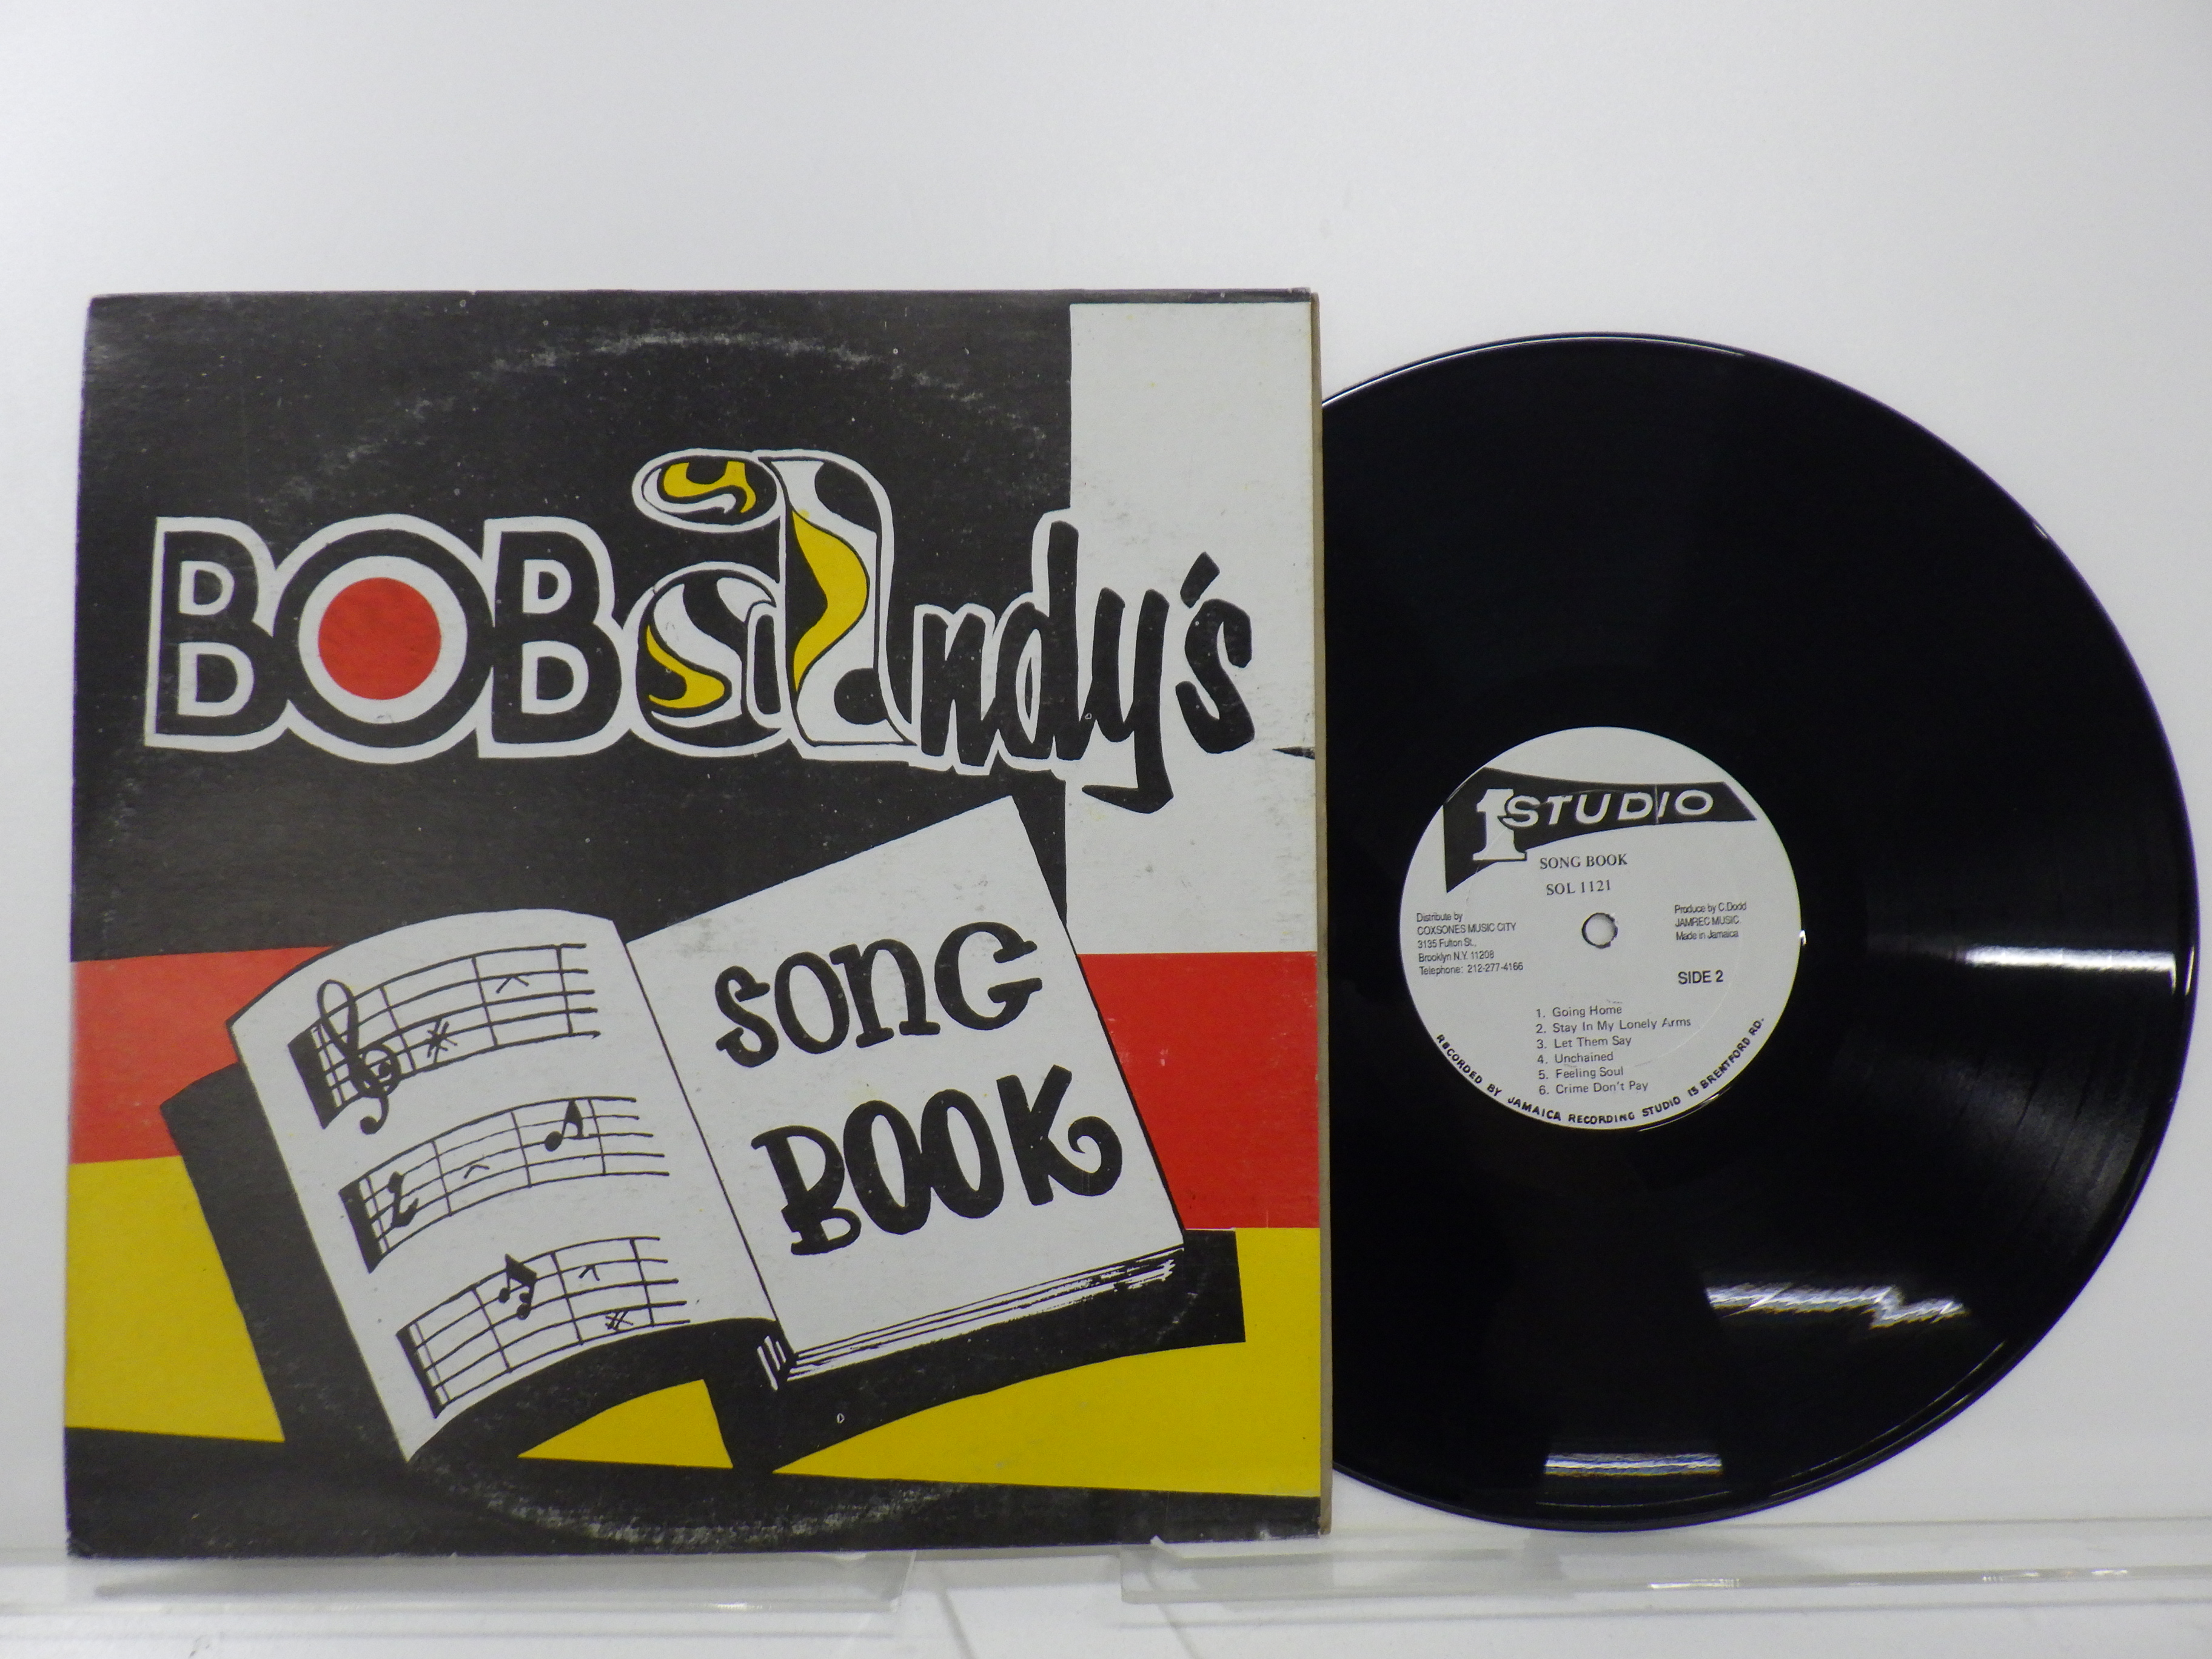 BOB Andy's
SONG
BOOK
1 STUDIO
SONG BOOK
SOL 1121
Distribute by
COXSONES MUSIC CITY
3135 Fulton St.,
Brooklyn N.Y. 11208
Telephone: 212-277-4166
Produce by C.Dodd
JAMREC MUSIC
Made in Jamaica
SIDE 2
1. Going Home
2. Stay In My Lonely Arms
3. Let Them Say
4. Unchained
5. Feeling Soul
6. Crime Don't Pay
RECORDED BY JAMAICA RECORDING STUDIO 13 BRENTFORD RD.